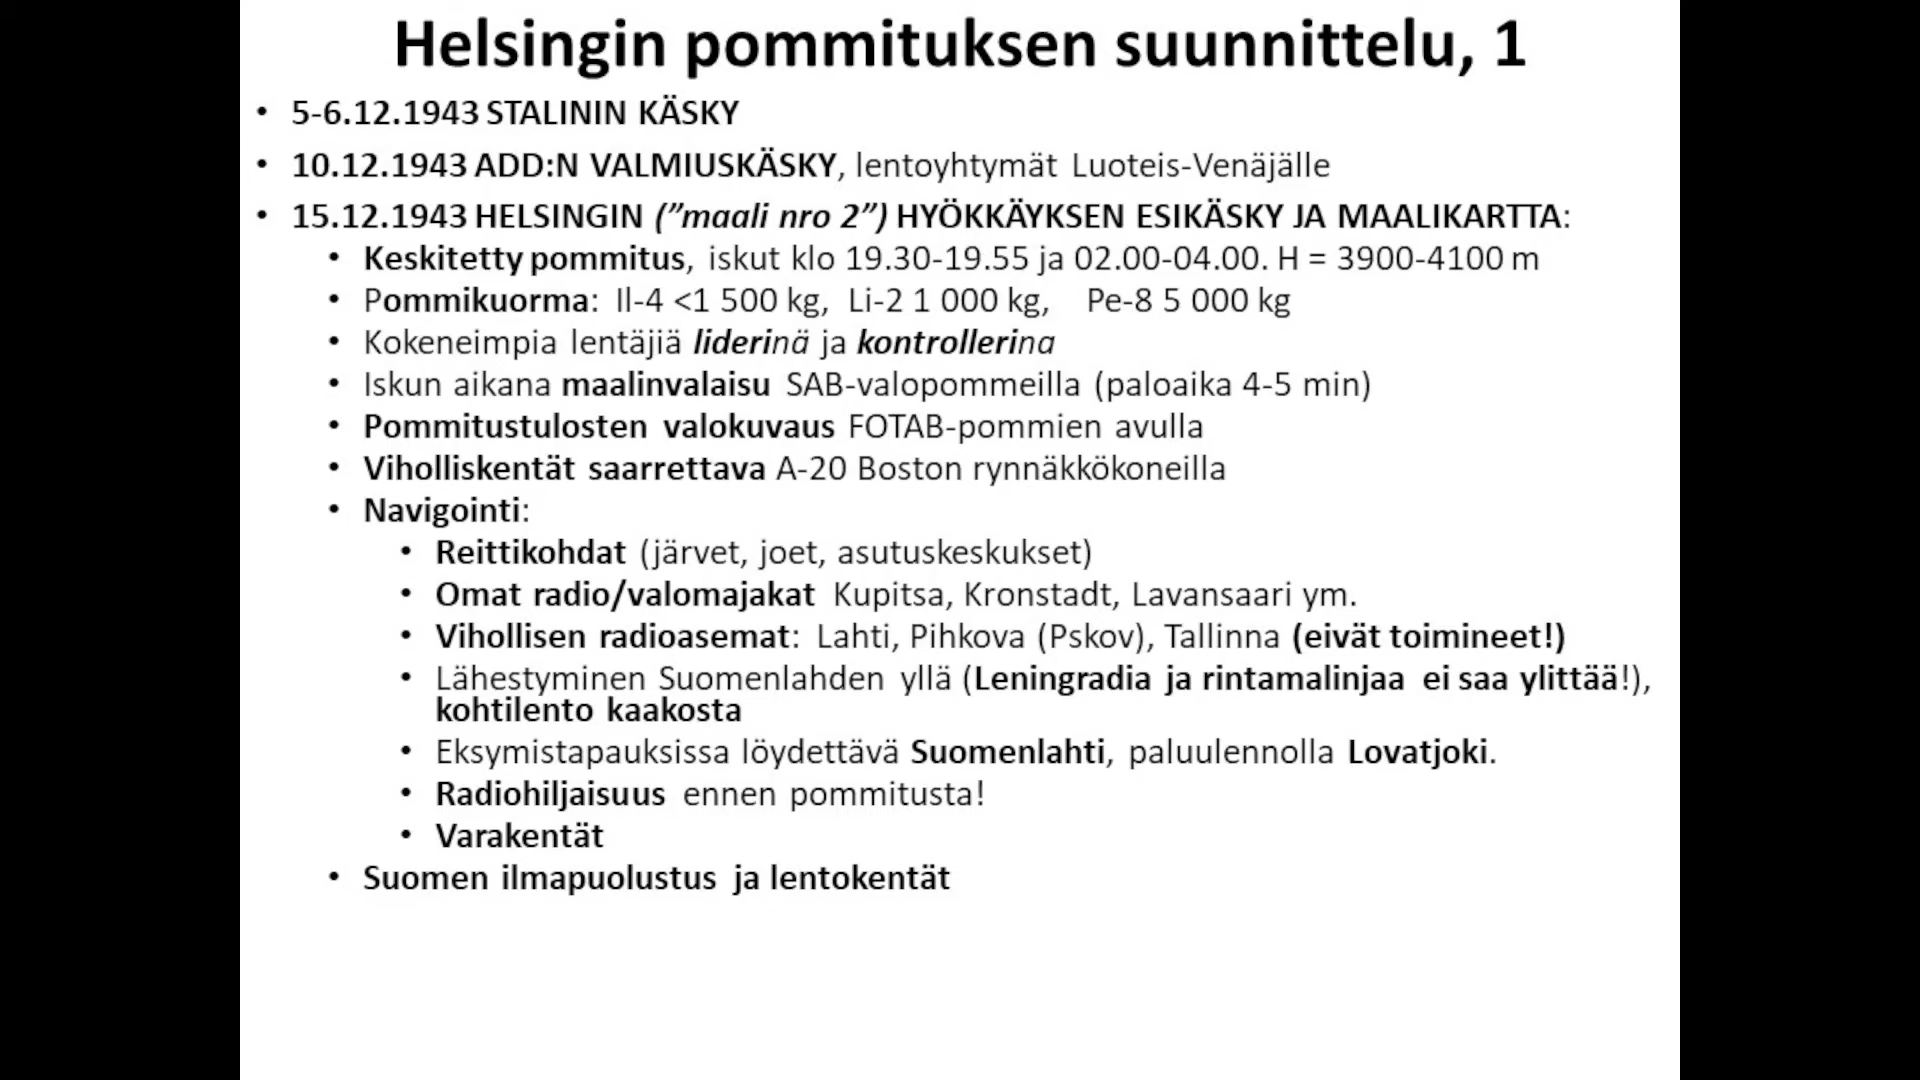 Helsingin pommituksen suunnittelu, 1
• 5-6.12.1943 STALININ KÄSKY
• 10.12.1943 ADD:N VALMIUSKÄSKY, lentoyhtymät Luoteis-Venäjälle
• 15.12.1943 HELSINGIN (”maali nro 2”) HYÖKKÄYKSEN ESIKÄSKY JA MAALIKARTTA:
• Keskitetty pommitus, iskut klo 19.30-19.55 ja 02.00-04.00. H = 3900-4100 m
• Pommikuorma: Il-4 <1 500 kg, Li-2 1 000 kg, Pe-8 5 000 kg
• Kokeneimpia lentäjiä liderinä ja kontrollerina
• Iskun aikana maalinvalaisu SAB-valopommeilla (paloaika 4-5 min)
• Pommitustulosten valokuvaus FOTAB-pommien avulla
• Viholliskentät saarrettava A-20 Boston rynnäkkökoneilla
• Navigointi:
• Reittikohdat (järvet, joet, asutuskeskukset)
• Omat radio/valomajakat Kupitsa, Kronstadt, Lavansaari ym.
• Vihollisen radioasemat: Lahti, Pihkova (Pskov), Tallinna (eivät toimineet!)
• Lähestyminen Suomenlahden yllä (Leningradia ja rintamalinjaa ei saa ylittää!),
kohtilento kaakosta
• Eksymistapauksissa löydettävä Suomenlahti, paluulennolla Lovatjoki.
• Radiohiljaisuus ennen pommitusta!
• Varakentät
• Suomen ilmapuolustus ja lentokentät